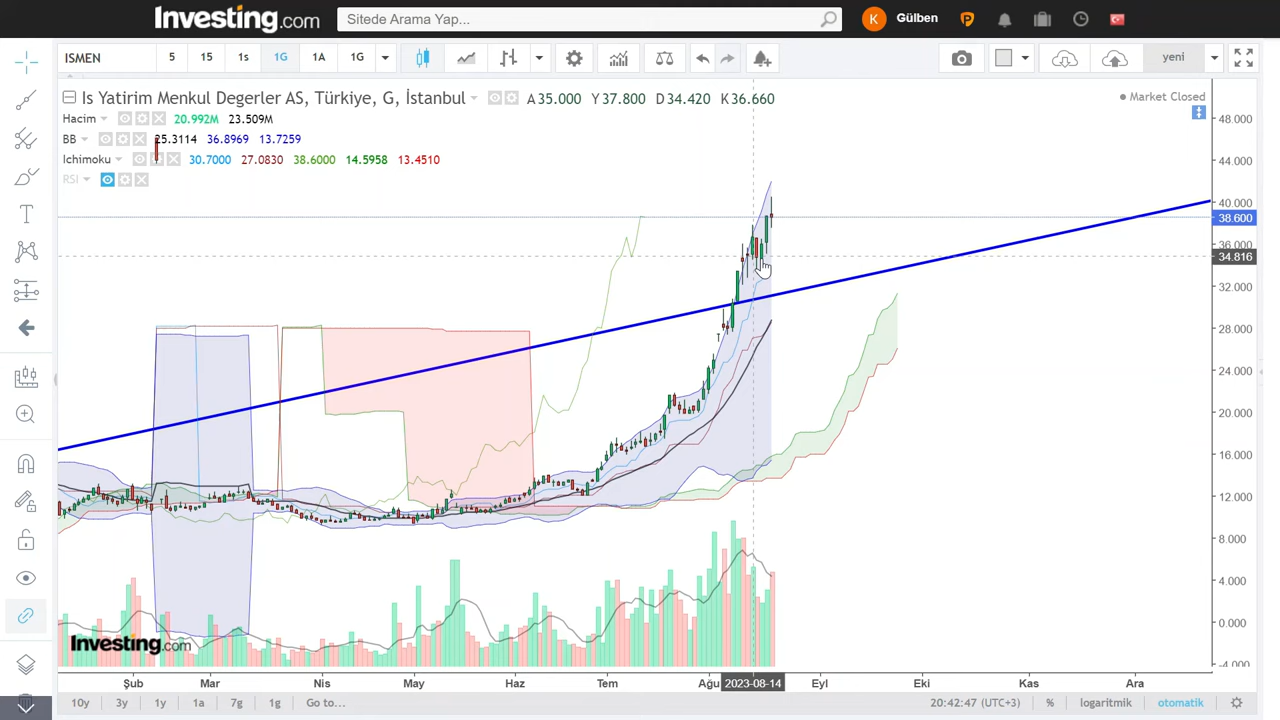 Investing.com
Sitede Arama Yap...
K
Gülben
P
ISMEN
5
15
1s
1G
1A
1G
yeni
Is Yatirim Menkul Degerler AS, Türkiye, G, İstanbul
A35.000 Y37.800 D34.420 K36.660
Market Closed
Hacim 20.992M 23.509M
BB 25.3114 36.8969 13.7259
Ichimoku 30.7000 27.0830 38.6000 14.5958 13.4510
RSI
48.000
44.000
40.000
38.600
36.000
34.816
32.000
28.000
24.000
20.000
16.000
12.000
8.000
4.000
0.000
-4.000
Investing.com
Şub
Mar
Nis
May
Haz
Tem
Ağu
2023-08-14
Eyl
Eki
Kas
Ara
10y
3y
1y
1a
7g
1g
Go to...
20:42:47 (UTC+3)
%
logaritmik
otomatik